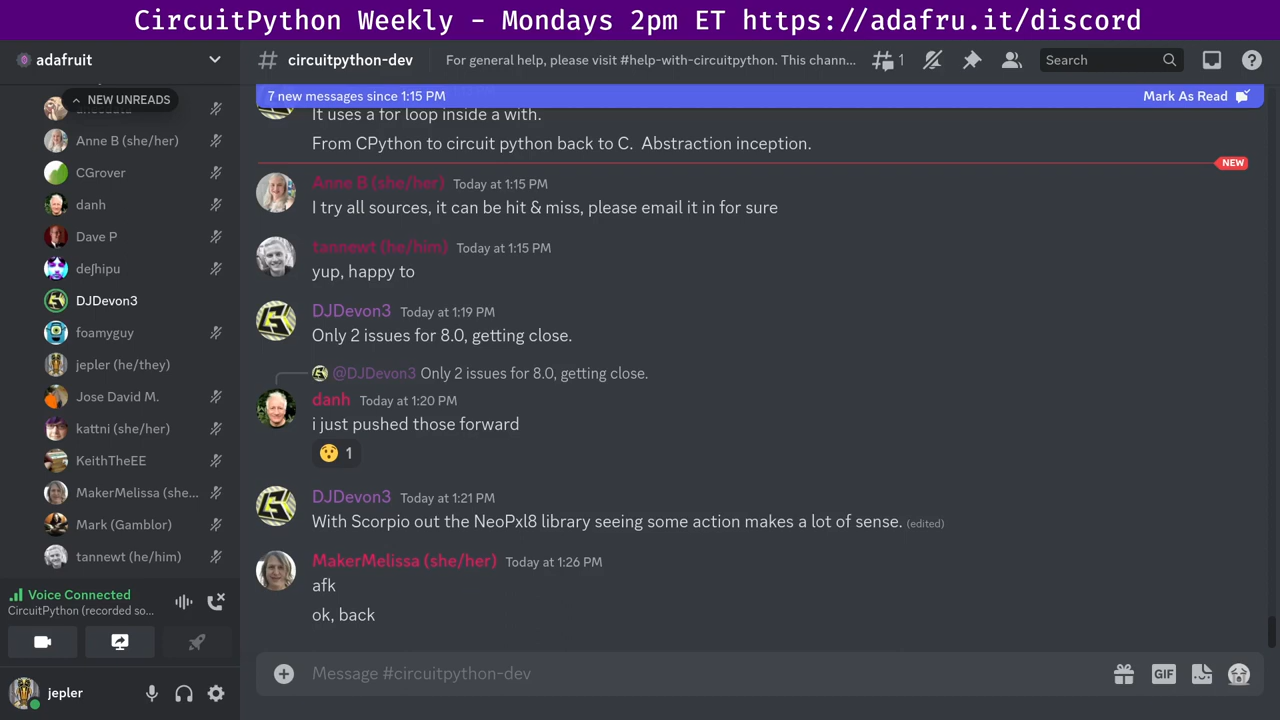 CircuitPython Weekly - Mondays 2pm ET https://adafru.it/discord
adafruit
NEW UNREADS
Anne B (she/her)
CGrover
danh
Dave P
deʃhipu
DJDevon3
foamyguy
jepler (he/they)
Jose David M.
kattni (she/her)
KeithTheEE
MakerMelissa (she...
Mark (Gamblor)
tannewt (he/him)
Voice Connected
CircuitPython (recorded so...
jepler
# circuitpython-dev
For general help, please visit #help-with-circuitpython. This chann...
1
Search
7 new messages since 1:15 PM
Mark As Read
It uses a for loop inside a with.
From CPython to circuit python back to C. Abstraction inception.
NEW
Anne B (she/her) Today at 1:15 PM
I try all sources, it can be hit & miss, please email it in for sure
tannewt (he/him) Today at 1:15 PM
yup, happy to
DJDevon3 Today at 1:19 PM
Only 2 issues for 8.0, getting close.
@DJDevon3 Only 2 issues for 8.0, getting close.
danh Today at 1:20 PM
i just pushed those forward
😲 1
DJDevon3 Today at 1:21 PM
With Scorpio out the NeoPxl8 library seeing some action makes a lot of sense. (edited)
MakerMelissa (she/her) Today at 1:26 PM
afk
ok, back
Message #circuitpython-dev
GIF